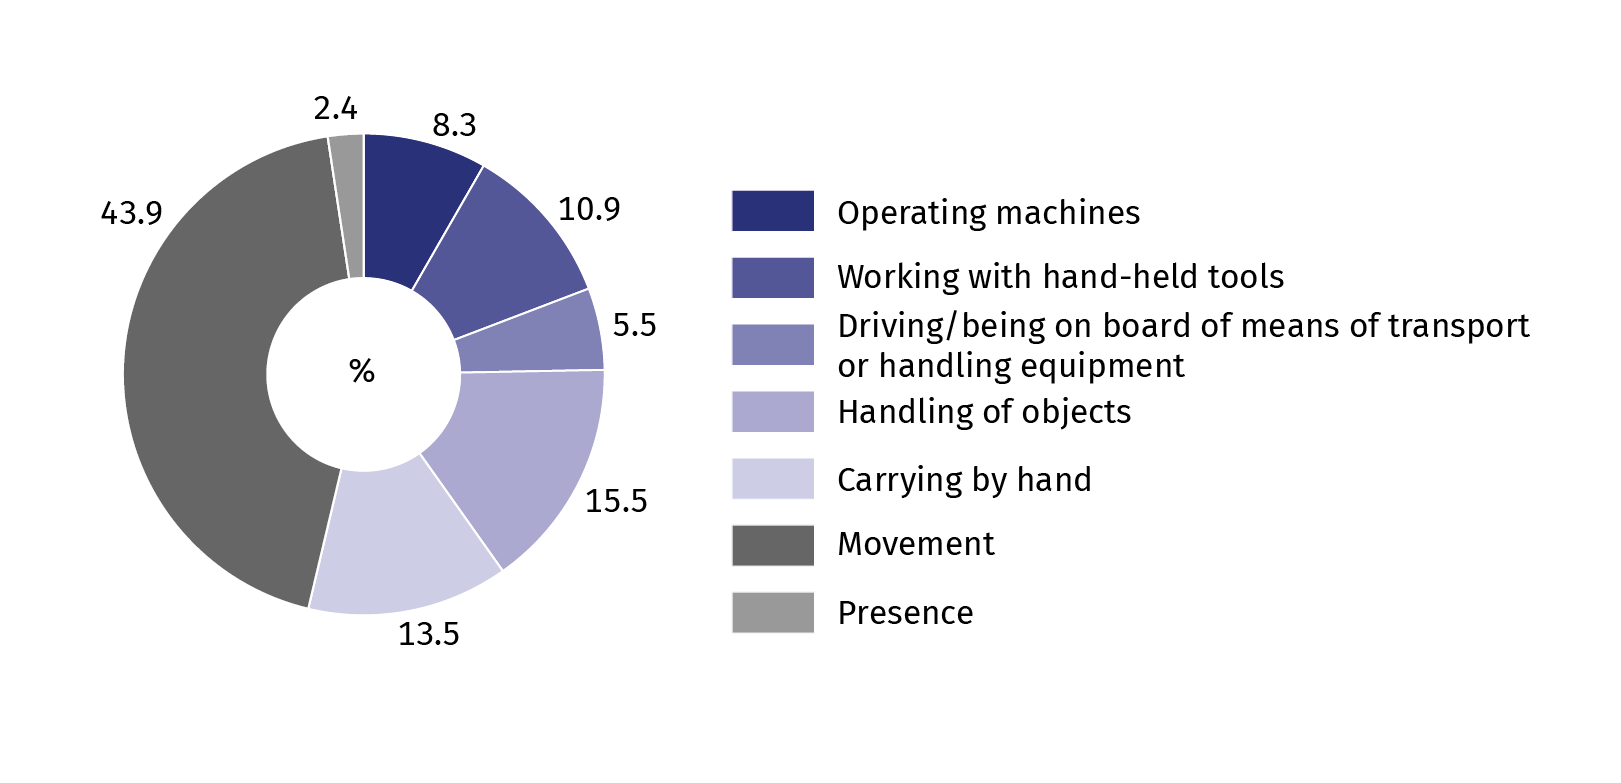 2.4
8.3
43.9
10.9
5.5
%
15.5
13.5
Operating machines
Working with hand-held tools
Driving/being on board of means of transport
or handling equipment
Handling of objects
Carrying by hand
Movement
Presence